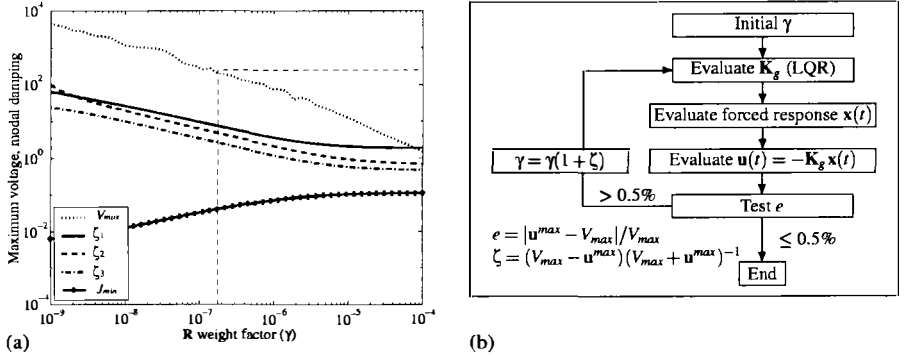 10^4
10^2
10^0
10^-2
10^-4
Maximum voltage, modal damping
V_max
ζ_1
ζ_2
ζ_3
J_min
10^-9
10^-8
10^-7
10^-6
10^-5
10^-4
R weight factor (γ)
(a)
Initial γ
Evaluate K_g (LQR)
Evaluate forced response x(t)
γ = γ(1 + ζ)
Evaluate u(t) = −K_g x(t)
> 0.5%
Test e
e = |u^max − V_max|/V_max
≤ 0.5%
ζ = (V_max − u^max)(V_max + u^max)^−1
End
(b)